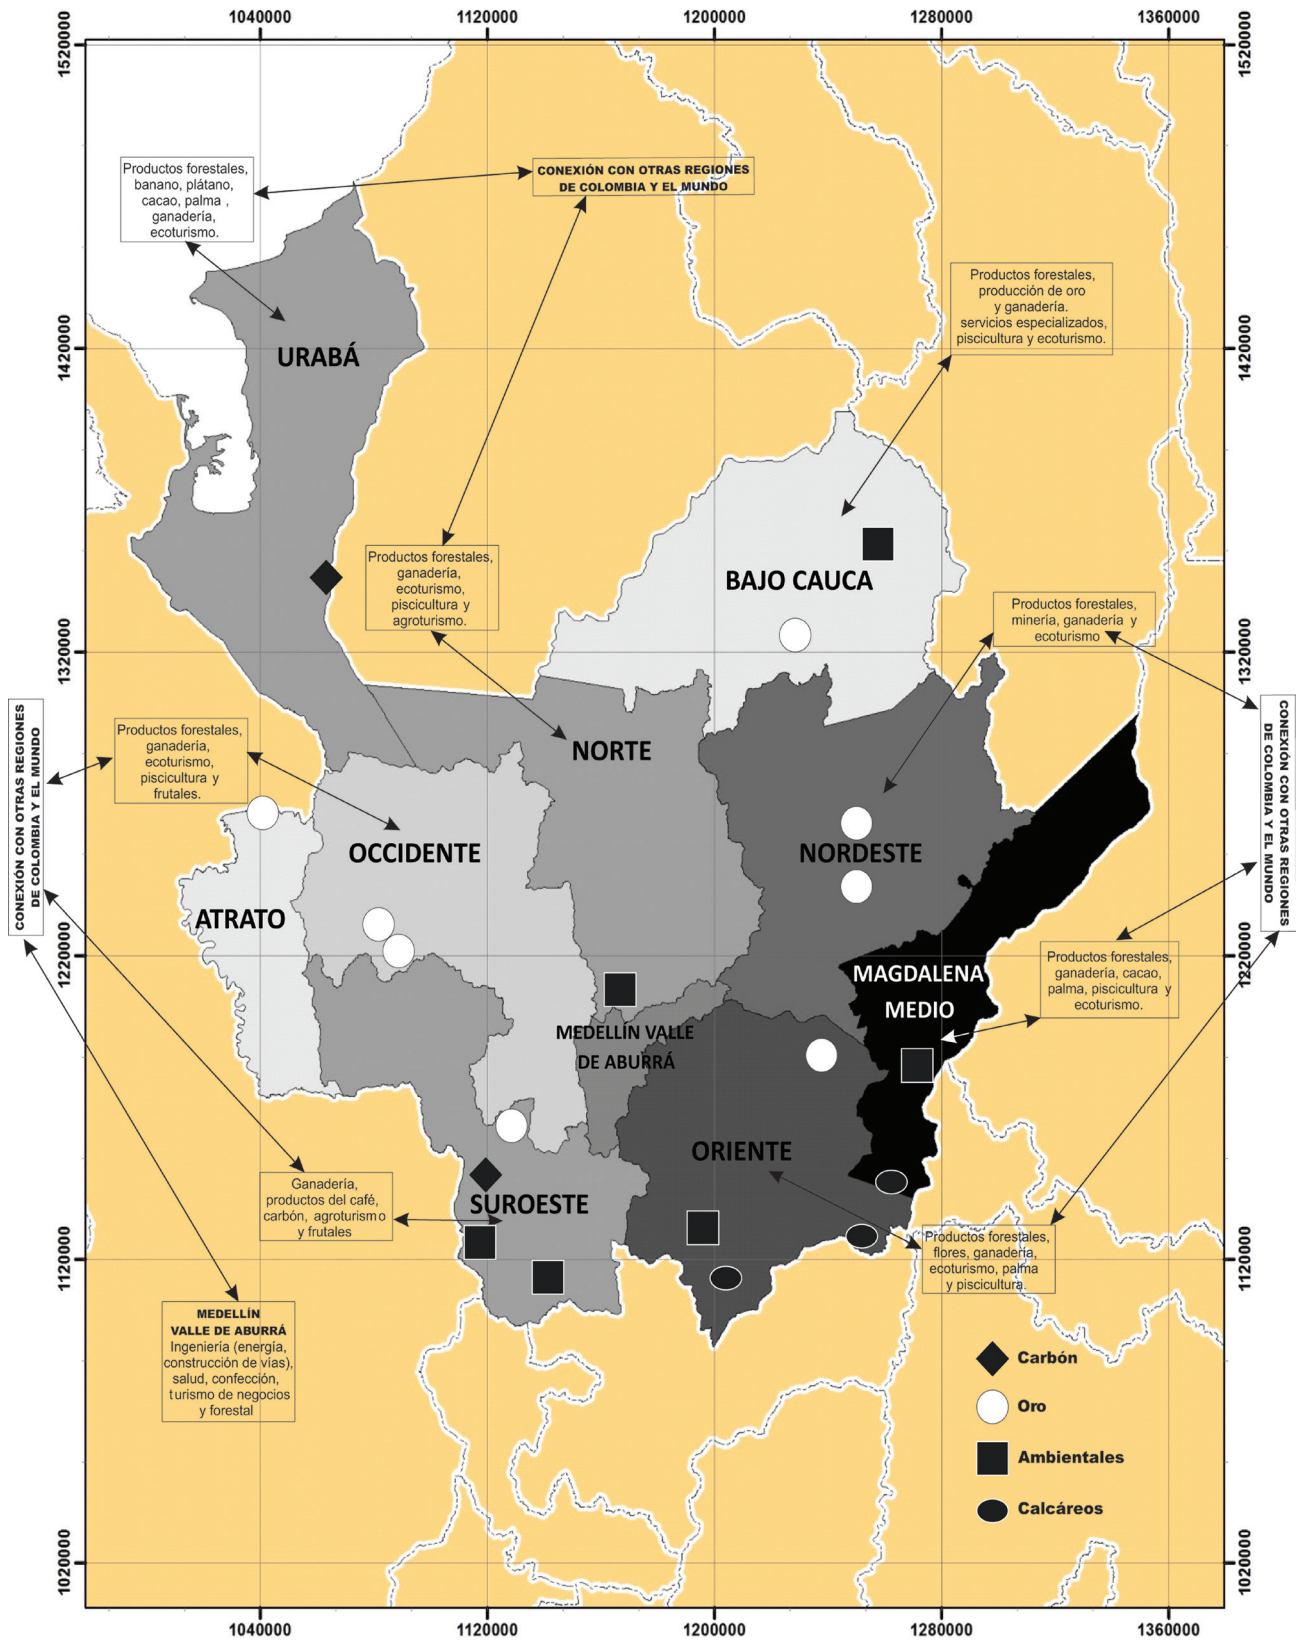 1040000
1120000
1200000
1280000
1360000
1520000
1520000
Productos forestales,
banano, plátano,
cacao, palma ,
ganadería,
ecoturismo.
CONEXIÓN CON OTRAS REGIONES
DE COLOMBIA Y EL MUNDO
Productos forestales,
producción de oro
y ganadería.
servicios especializados,
piscicultura y ecoturismo.
1420000
URABÁ
1420000
Productos forestales,
ganadería,
ecoturismo,
piscicultura y
agroturismo.
BAJO CAUCA
Productos forestales,
minería, ganadería y
ecoturismo
1320000
1320000
CONEXIÓN CON OTRAS REGIONES
DE COLOMBIA Y EL MUNDO
Productos forestales,
ganadería,
ecoturismo,
piscicultura y
frutales.
NORTE
CONEXIÓN CON OTRAS REGIONES
DE COLOMBIA Y EL MUNDO
OCCIDENTE
NORDESTE
ATRATO
1220000
1220000
MAGDALENA
MEDIO
Productos forestales,
ganadería, cacao,
palma, piscicultura y
ecoturismo.
MEDELLÍN VALLE
DE ABURRÁ
ORIENTE
Ganadería,
productos del café,
carbón, agroturismo
y frutales
SUROESTE
Productos forestales,
flores, ganadería,
ecoturismo, palma
y piscicultura.
1120000
1120000
MEDELLÍN
VALLE DE ABURRÁ
Ingeniería (energía,
construcción de vías),
salud, confección,
turismo de negocios
y forestal
Carbón
Oro
Ambientales
Calcáreos
1020000
1020000
1040000
1120000
1200000
1280000
1360000